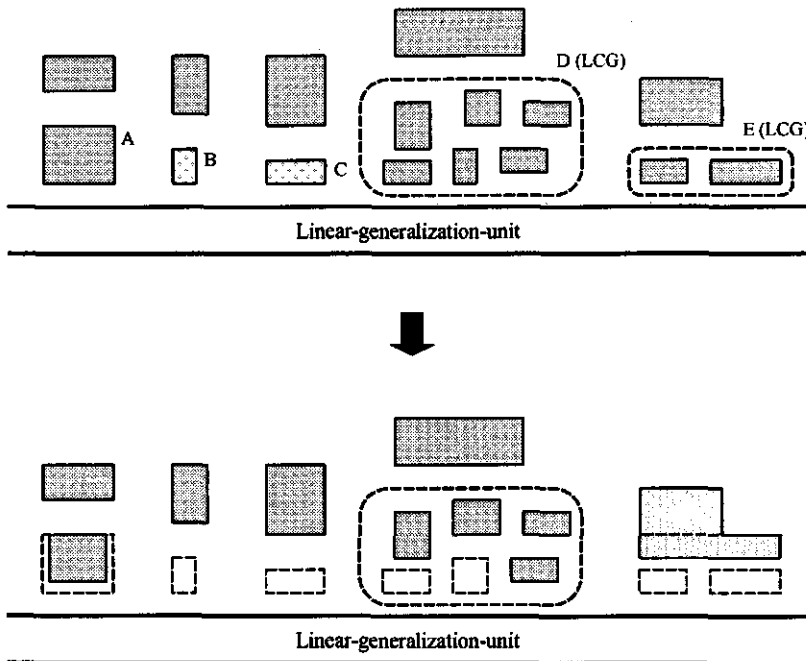 D (LCG)
A
B
C
E (LCG)
Linear-generalization-unit
Linear-generalization-unit